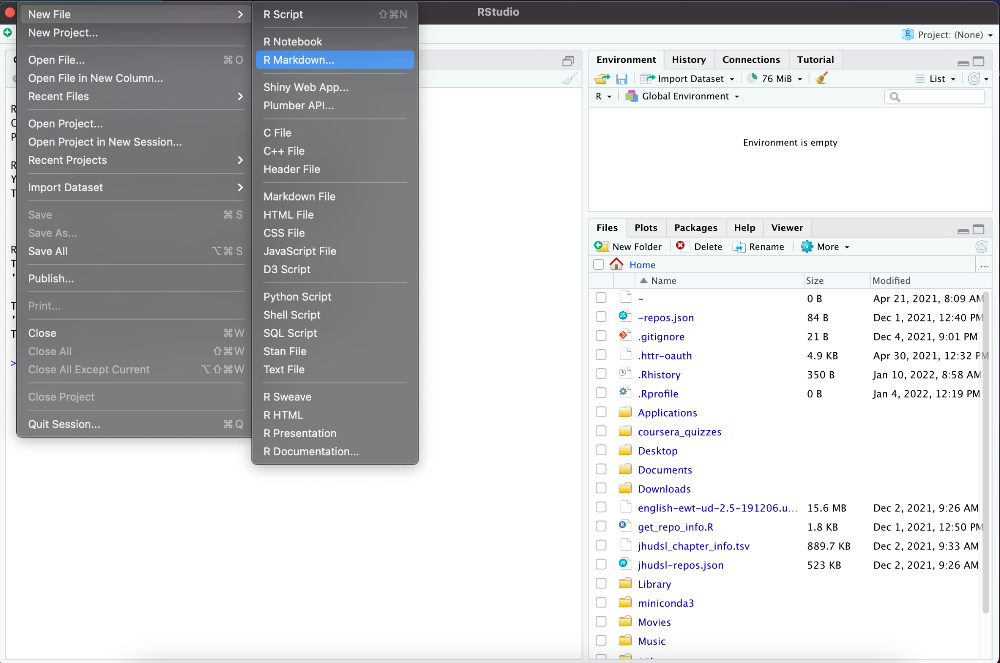 RStudio
New File
New Project...
Open File... ⌘ O
Open File in New Column...
Recent Files
Open Project...
Open Project in New Session...
Recent Projects
Import Dataset
Save ⌘ S
Save As...
Save All ⌥⌘ S
Publish...
Print...
Close ⌘W
Close All ⇧⌘W
Close All Except Current ⌥⇧⌘W
Close Project
Quit Session... ⌘ Q
R Script ⇧⌘N
R Notebook
R Markdown...
Shiny Web App...
Plumber API...
C File
C++ File
Header File
Markdown File
HTML File
CSS File
JavaScript File
D3 Script
Python Script
Shell Script
SQL Script
Stan File
Text File
R Sweave
R HTML
R Presentation
R Documentation...
R
C
P
R
Y
T
R
T
'
T
'
T
>
Project: (None)
Environment History Connections Tutorial
Import Dataset 76 MiB List
R Global Environment
Environment is empty
Files Plots Packages Help Viewer
New Folder Delete Rename More
Home ...
Name Size Modified
- 0 B Apr 21, 2021, 8:09 AM
-repos.json 84 B Dec 1, 2021, 12:40 PM
.gitignore 21 B Dec 4, 2021, 9:01 PM
.httr-oauth 4.9 KB Apr 30, 2021, 12:32 PM
.Rhistory 350 B Jan 10, 2022, 8:58 AM
.Rprofile 0 B Jan 4, 2022, 12:19 PM
Applications
coursera_quizzes
Desktop
Documents
Downloads
english-ewt-ud-2.5-191206.u... 15.6 MB Dec 2, 2021, 9:26 AM
get_repo_info.R 1.8 KB Dec 1, 2021, 12:50 PM
jhudsl_chapter_info.tsv 889.7 KB Dec 2, 2021, 9:33 AM
jhudsl-repos.json 523 KB Dec 2, 2021, 9:26 AM
Library
miniconda3
Movies
Music